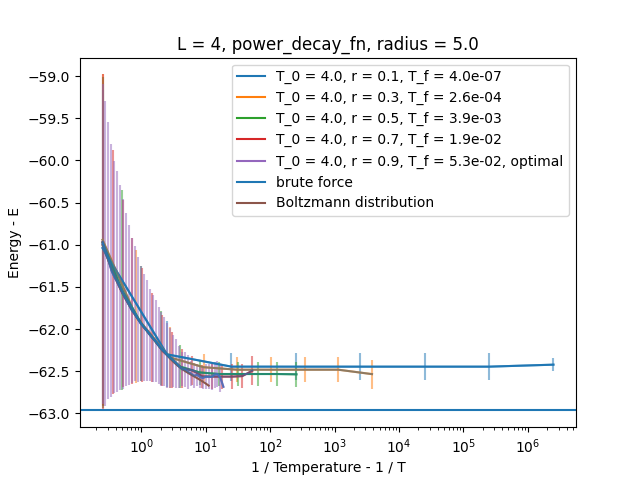 L = 4, power_decay_fn, radius = 5.0
Energy - E
−59.0
−59.5
−60.0
−60.5
−61.0
−61.5
−62.0
−62.5
−63.0
T_0 = 4.0, r = 0.1, T_f = 4.0e-07
T_0 = 4.0, r = 0.3, T_f = 2.6e-04
T_0 = 4.0, r = 0.5, T_f = 3.9e-03
T_0 = 4.0, r = 0.7, T_f = 1.9e-02
T_0 = 4.0, r = 0.9, T_f = 5.3e-02, optimal
brute force
Boltzmann distribution
10⁰ 10¹ 10² 10³ 10⁴ 10⁵ 10⁶
1 / Temperature - 1 / T